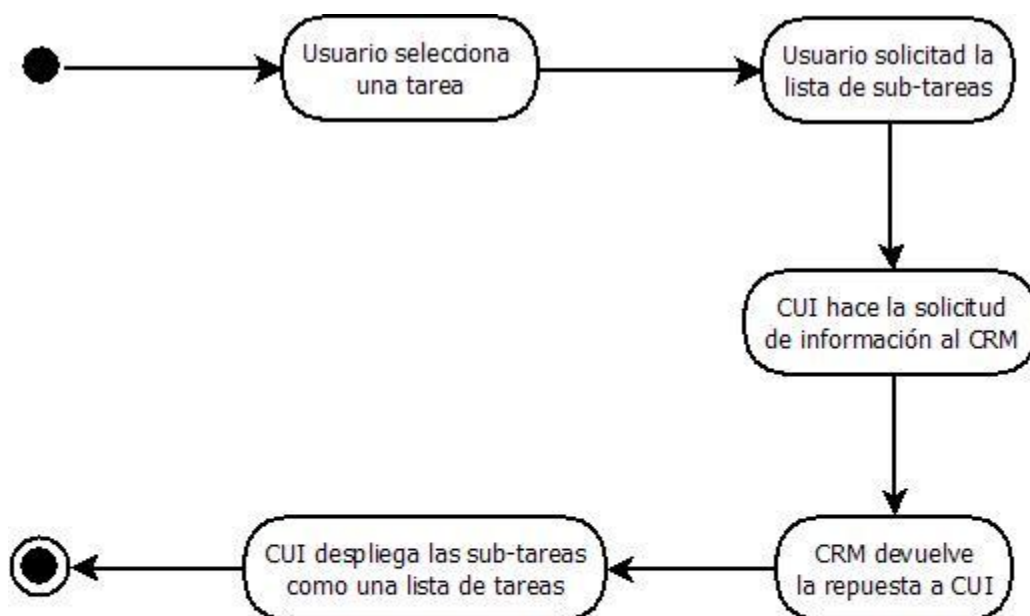 Usuario selecciona
una tarea
Usuario solicitad la
lista de sub-tareas
CUI hace la solicitud
de información al CRM
CRM devuelve
la repuesta a CUI
CUI despliega las sub-tareas
como una lista de tareas